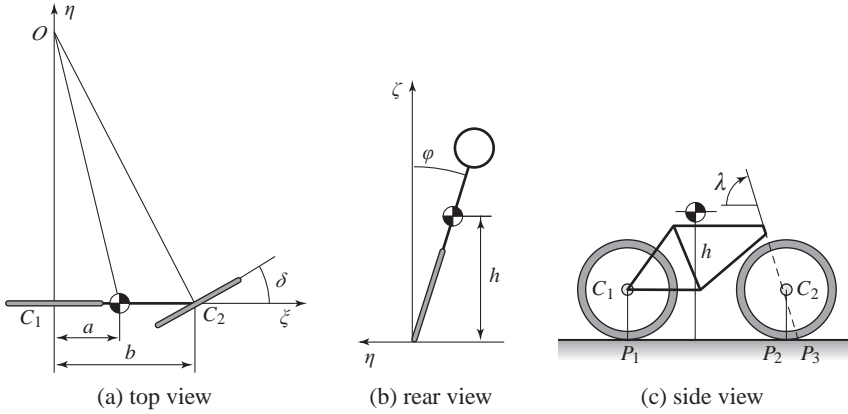 η
O
δ
C₁
C₂
ξ
a
b
(a) top view
ζ
φ
h
η
(b) rear view
λ
h
C₁
C₂
P₁
P₂
P₃
(c) side view